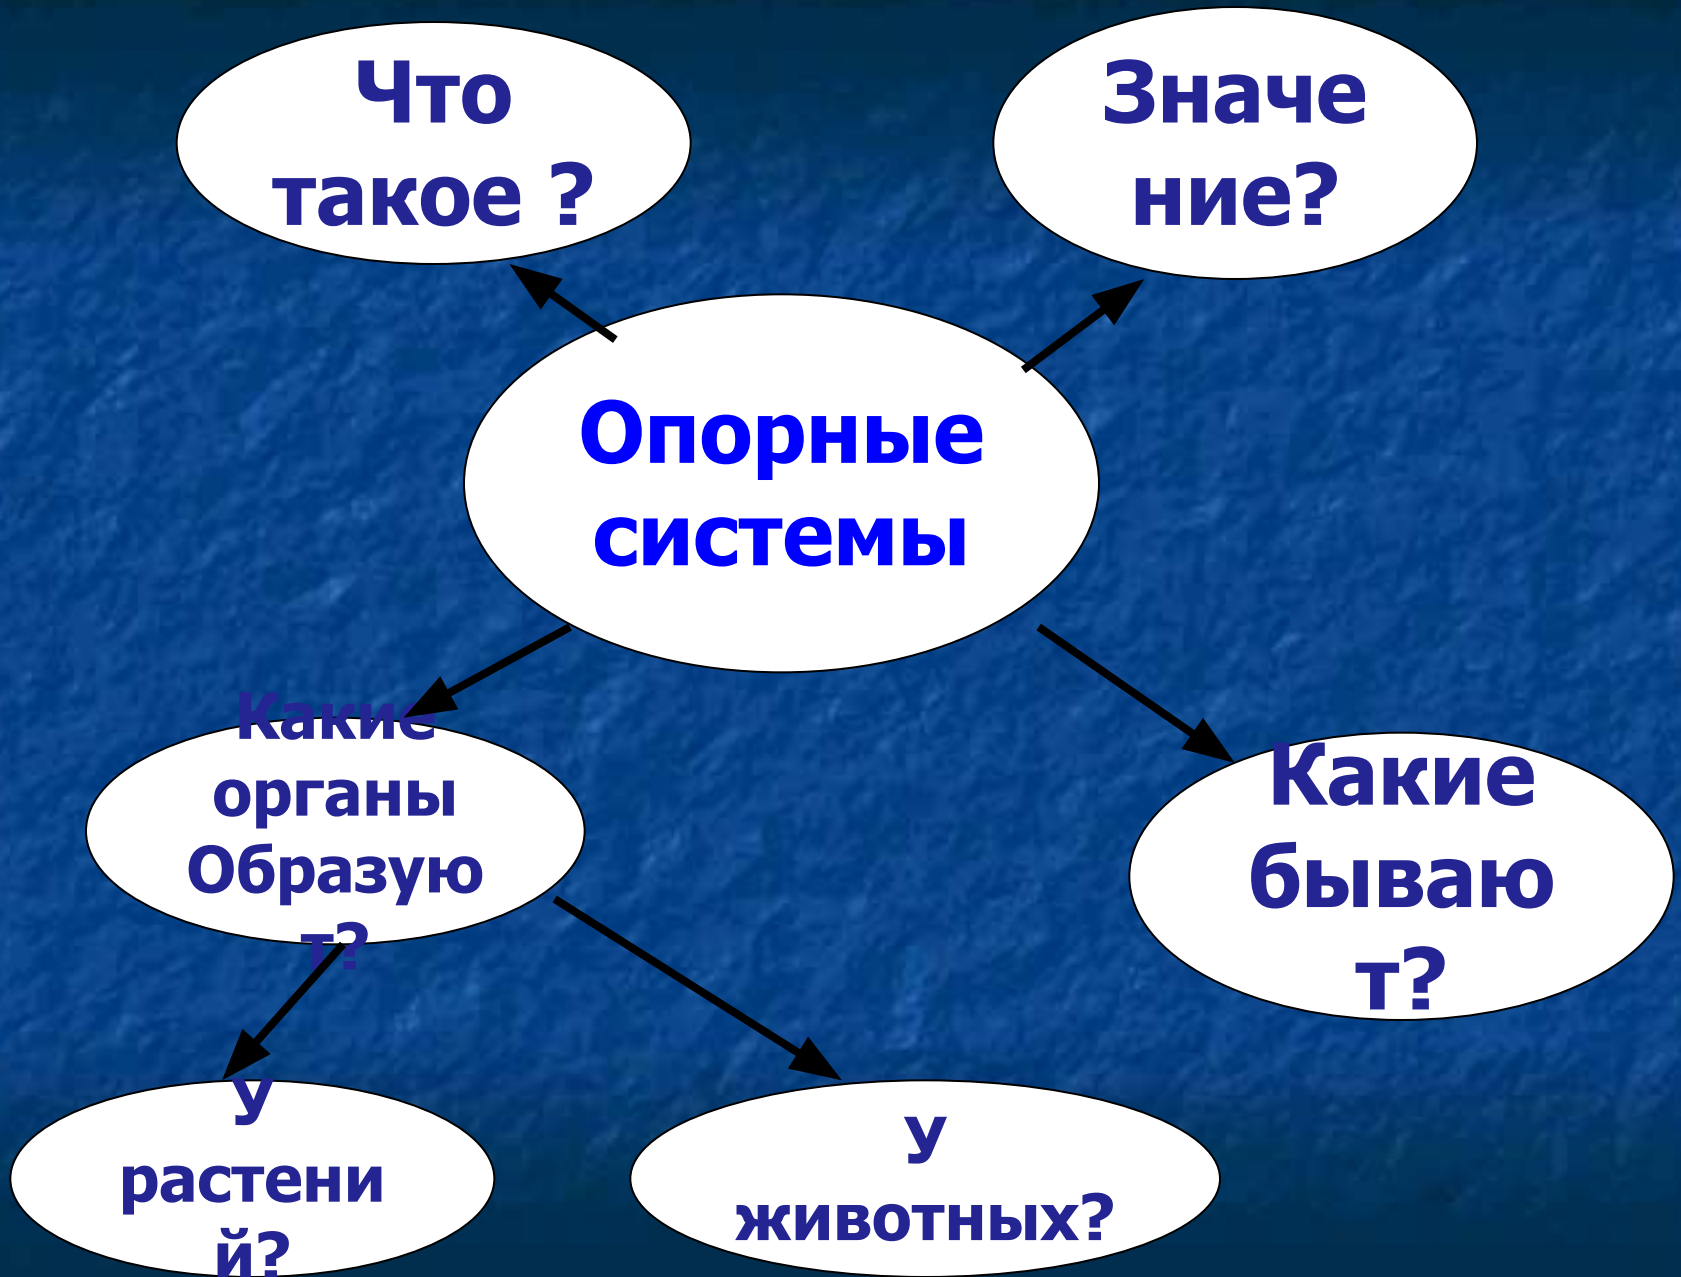 Что
такое ?
Значе
ние?
Опорные
системы
Какие
органы
Образую
т?
Какие
бываю
т?
У
растени
й?
У
животных?